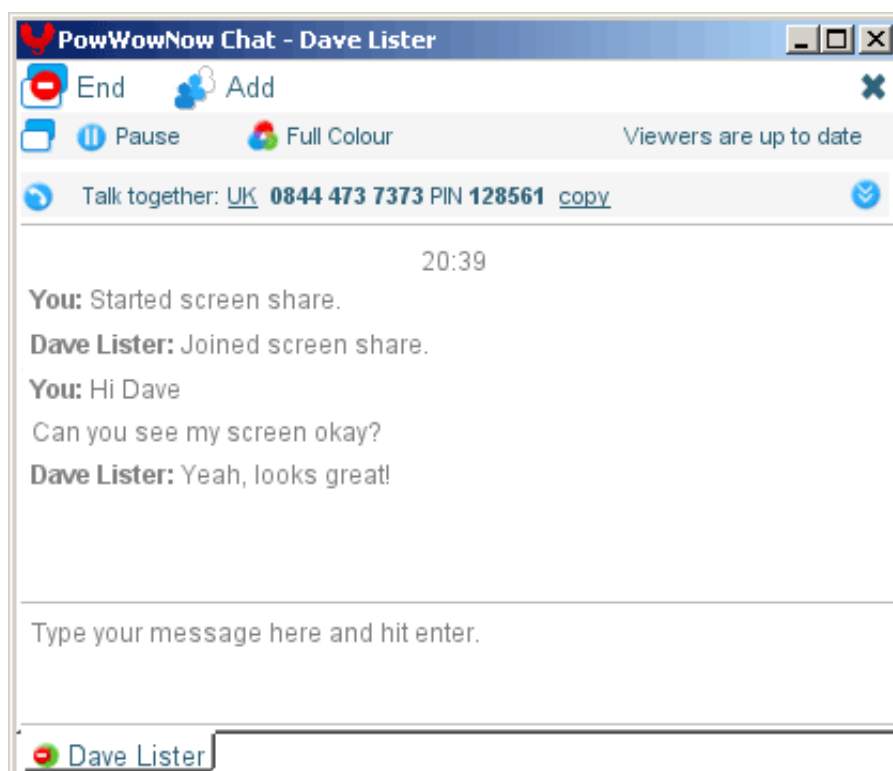 PowWowNow Chat - Dave Lister
End Add
Pause Full Colour Viewers are up to date
Talk together: UK 0844 473 7373 PIN 128561 copy
20:39
You: Started screen share.
Dave Lister: Joined screen share.
You: Hi Dave
Can you see my screen okay?
Dave Lister: Yeah, looks great!
Type your message here and hit enter.
Dave Lister